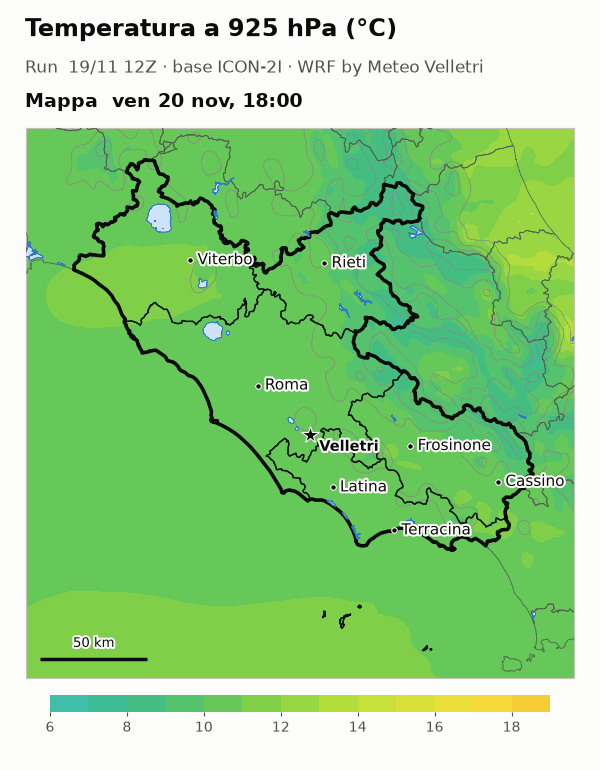 Temperatura a 925 hPa (°C)
Run  19/11 12Z · base ICON-2I · WRF by Meteo Velletri
Mappa  ven 20 nov, 18:00
Viterbo
Rieti
Roma
Velletri
Frosinone
Cassino
Latina
Terracina
50 km
6 8 10 12 14 16 18